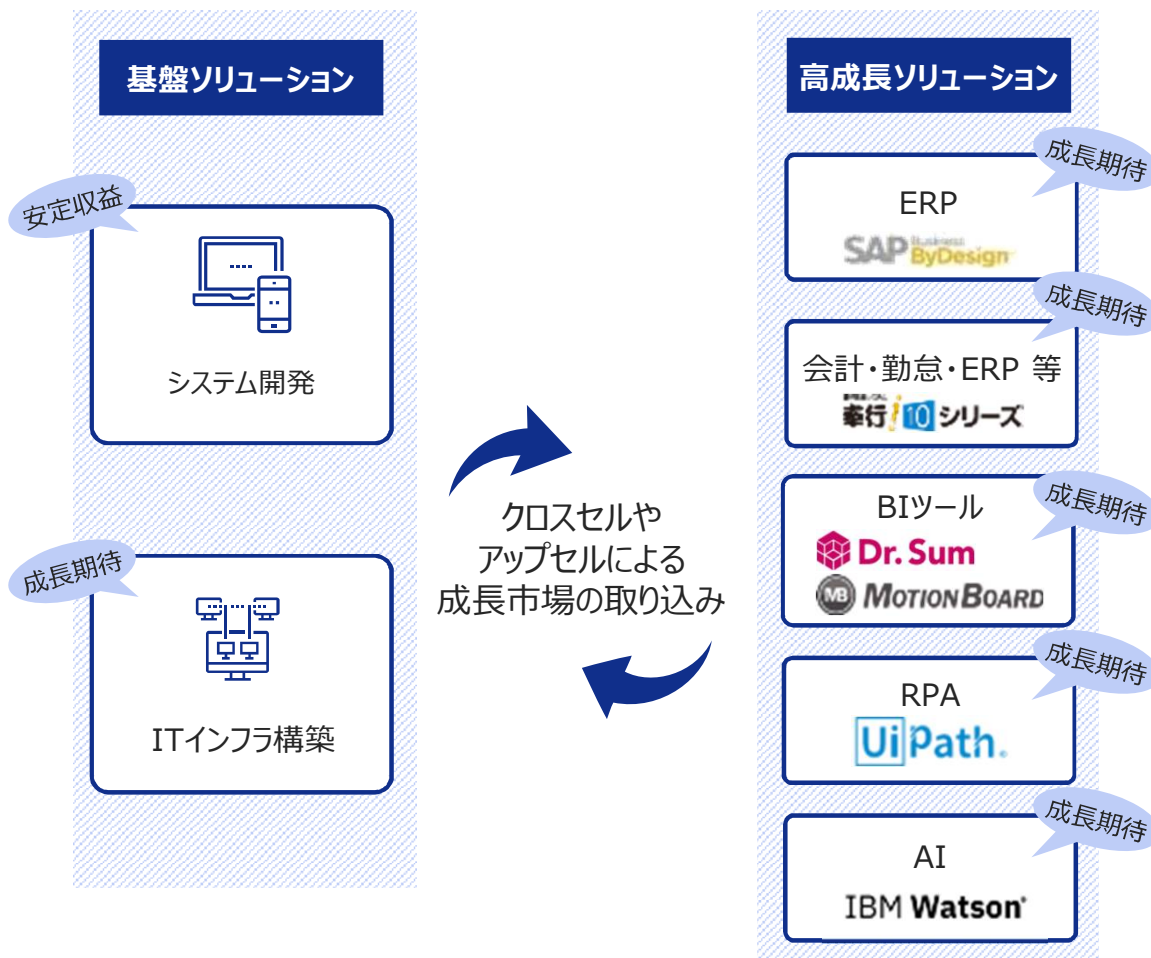 基盤ソリューション
安定収益
システム開発
成長期待
ITインフラ構築
クロスセルや
アップセルによる
成長市場の取り込み
高成長ソリューション
成長期待
ERP
SAP Business ByDesign
成長期待
会計・勤怠・ERP 等
奉行 i 10 シリーズ
成長期待
BIツール
Dr. Sum
MB MOTIONBOARD
成長期待
RPA
UiPath
成長期待
AI
IBM Watson